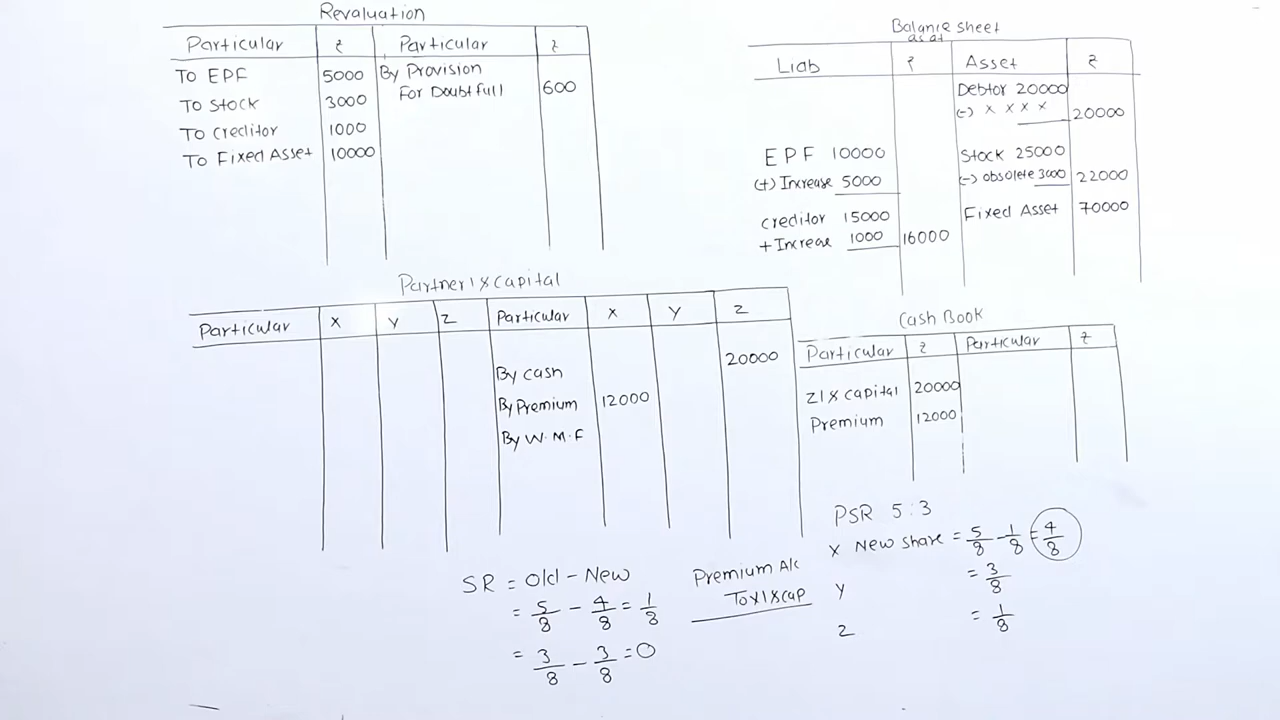 Revaluation
Particular ₹ Particular ₹
To EPF 5000 By Provision
For Doubtfull 600
To Stock 3000
To Creditor 1000
To Fixed Asset 10000
Balance sheet
as at
Liab ₹ Asset ₹
Debtor 20000
(-) x x x x 20000
EPF 10000 Stock 25000
(+) Increase 5000 (-) obsolete 3000 22000
creditor 15000 Fixed Asset 70000
+ Increase 1000 16000
Partner's capital
Particular X Y Z Particular X Y Z
20000
By cash
By Premium 12000
By W.M.F
Cash Book
Particular ₹ Particular ₹
Z's capital 20000
Premium 12000
PSR 5:3
X New share = 5/8 - 1/8 = 4/8
Y = 3/8
Z = 1/8
SR = Old - New
= 5/8 - 4/8 = 1/8
= 3/8 - 3/8 = 0
Premium A/c
To X's cap